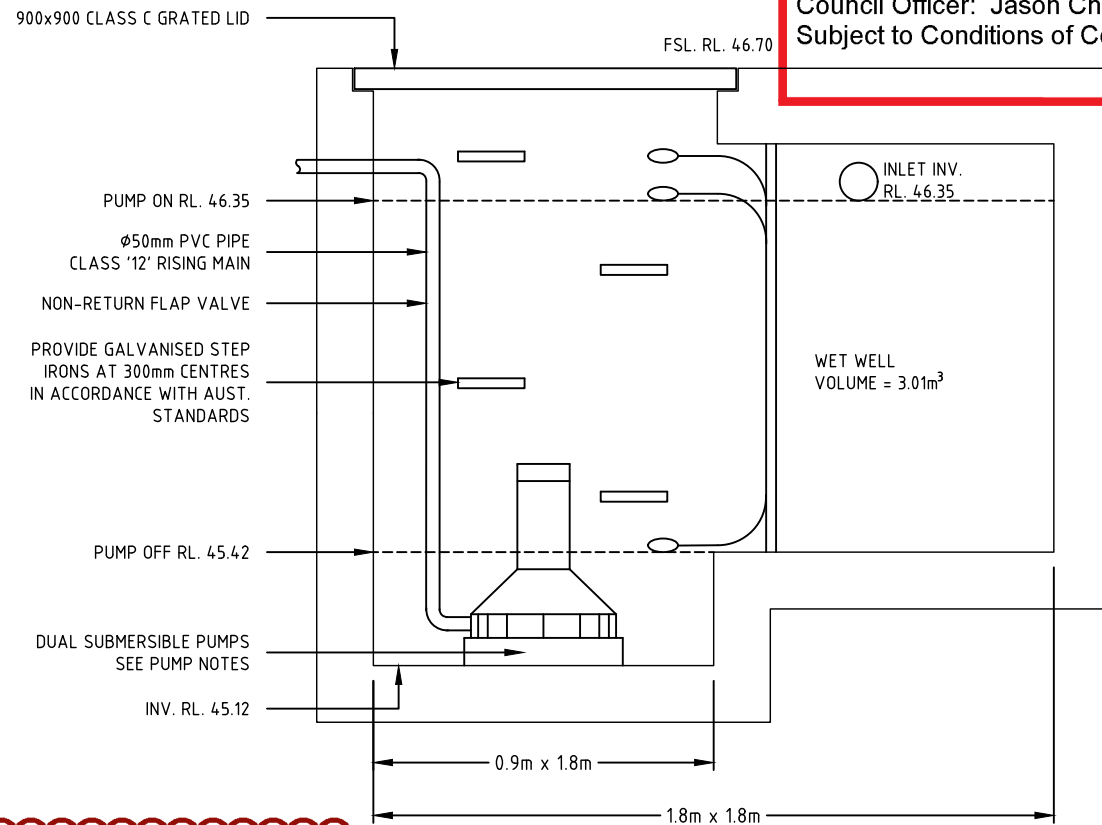 900x900 CLASS C GRATED LID
Council Officer: Jason Ch
Subject to Conditions of Co
FSL. RL. 46.70
INLET INV.
RL. 46.35
PUMP ON RL. 46.35
Ø50mm PVC PIPE
CLASS '12' RISING MAIN
NON-RETURN FLAP VALVE
PROVIDE GALVANISED STEP
IRONS AT 300mm CENTRES
IN ACCORDANCE WITH AUST.
STANDARDS
WET WELL
VOLUME = 3.01m³
PUMP OFF RL. 45.42
DUAL SUBMERSIBLE PUMPS
SEE PUMP NOTES
INV. RL. 45.12
0.9m x 1.8m
1.8m x 1.8m